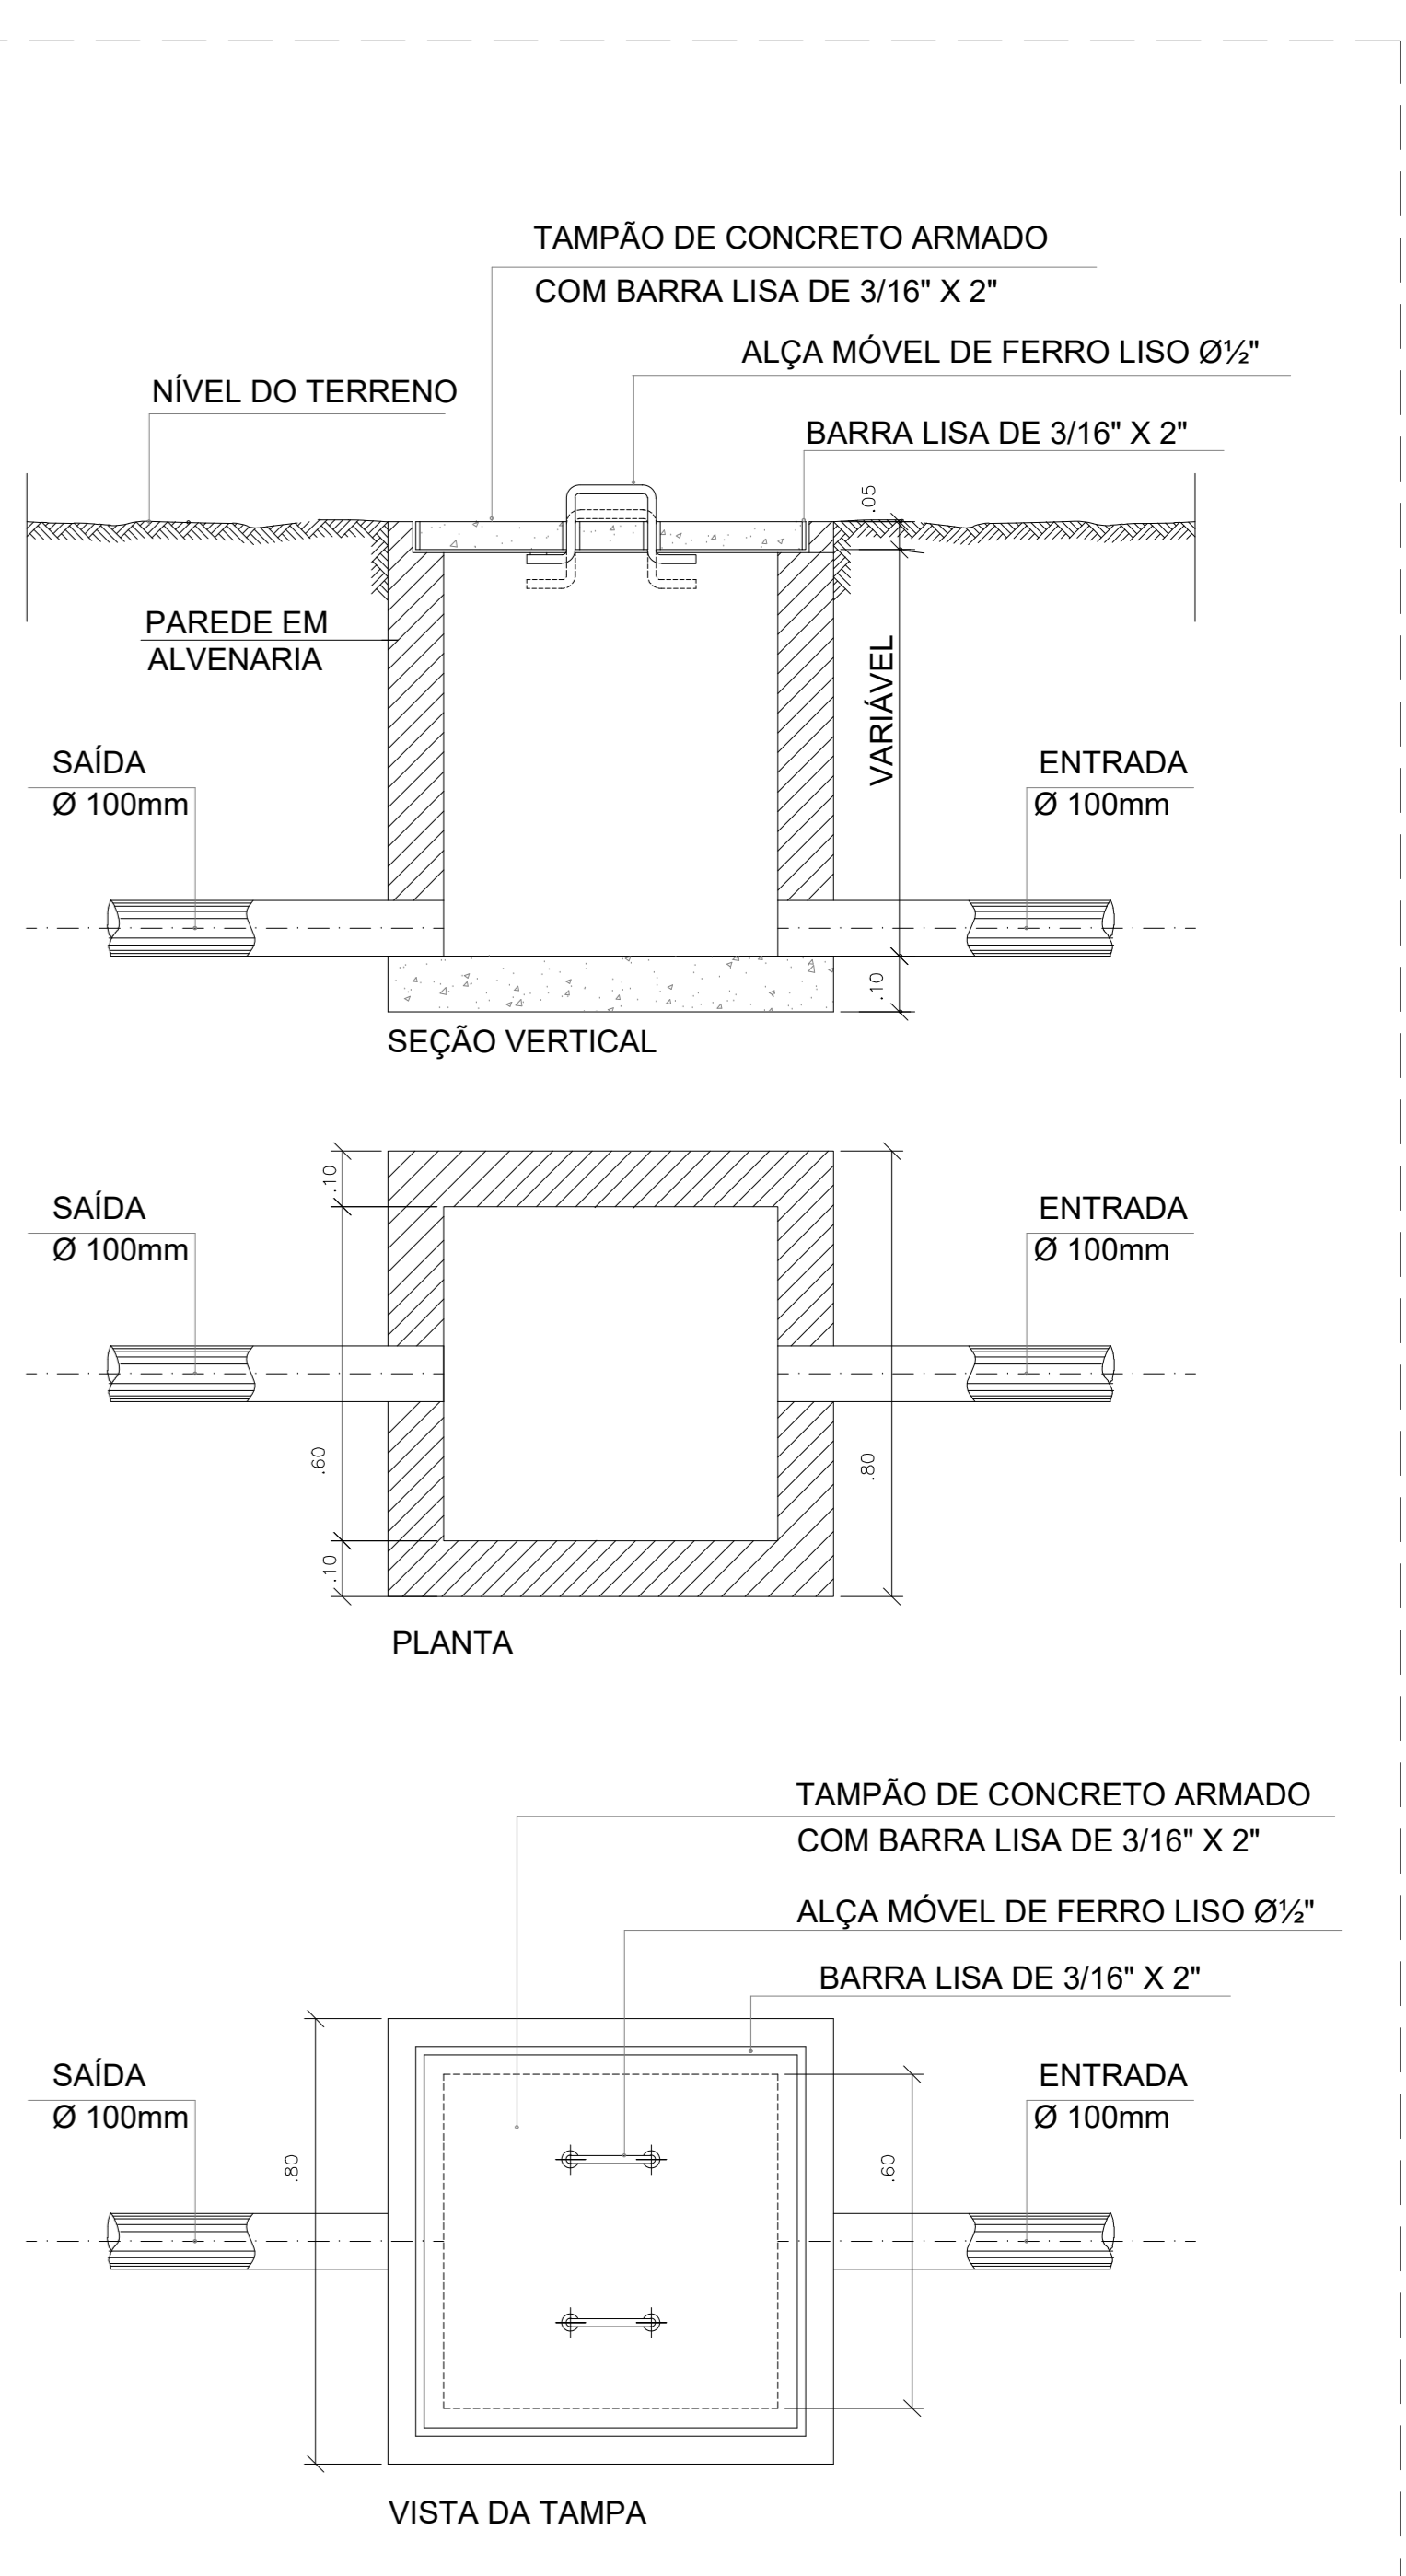 TAMPÃO DE CONCRETO ARMADO
COM BARRA LISA DE 3/16" X 2"
ALÇA MÓVEL DE FERRO LISO Ø½"
NÍVEL DO TERRENO
BARRA LISA DE 3/16" X 2"
.05
PAREDE EM
ALVENARIA
VARIÁVEL
SAÍDA
Ø 100mm
ENTRADA
Ø 100mm
.10
SEÇÃO VERTICAL
.10
SAÍDA
Ø 100mm
ENTRADA
Ø 100mm
.60
.80
.10
PLANTA
TAMPÃO DE CONCRETO ARMADO
COM BARRA LISA DE 3/16" X 2"
ALÇA MÓVEL DE FERRO LISO Ø½"
BARRA LISA DE 3/16" X 2"
SAÍDA
Ø 100mm
ENTRADA
Ø 100mm
.80
.60
VISTA DA TAMPA